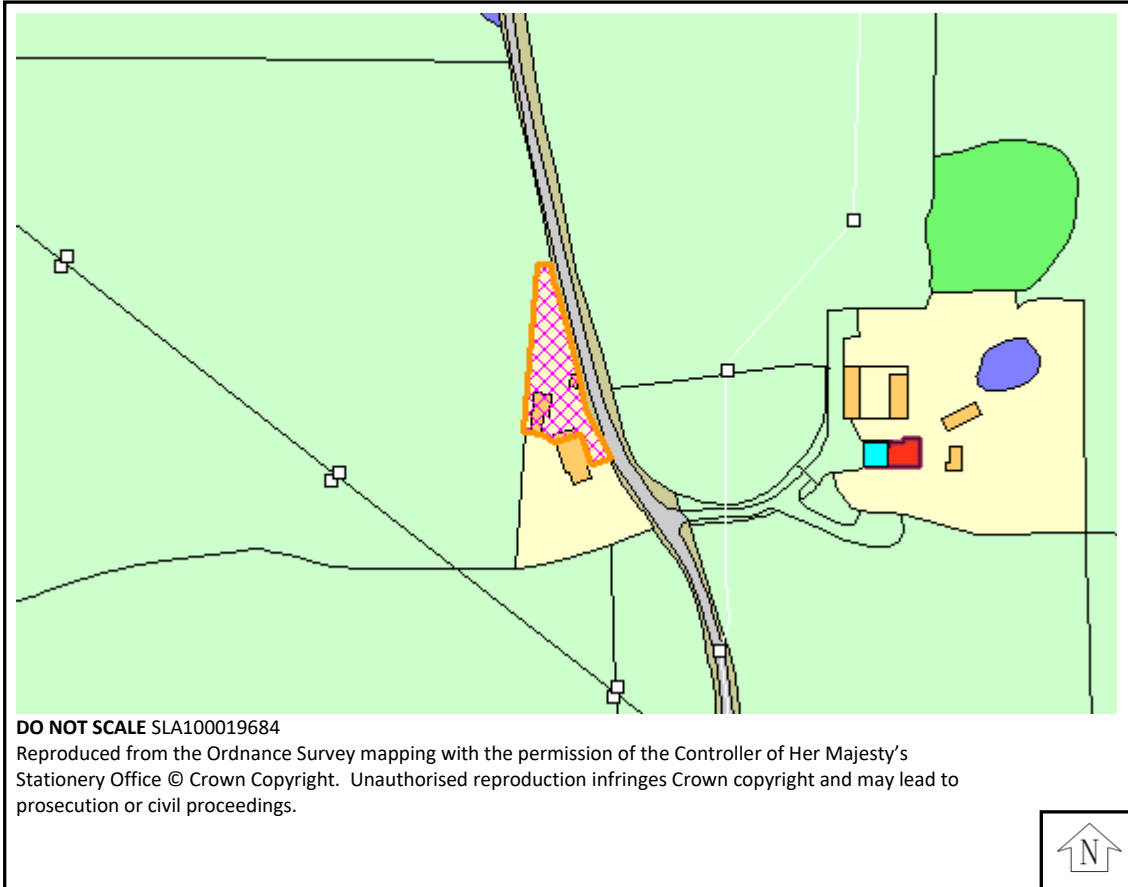 DO NOT SCALE SLA100019684
Reproduced from the Ordnance Survey mapping with the permission of the Controller of Her Majesty's
Stationery Office © Crown Copyright.  Unauthorised reproduction infringes Crown copyright and may lead to
prosecution or civil proceedings.
N